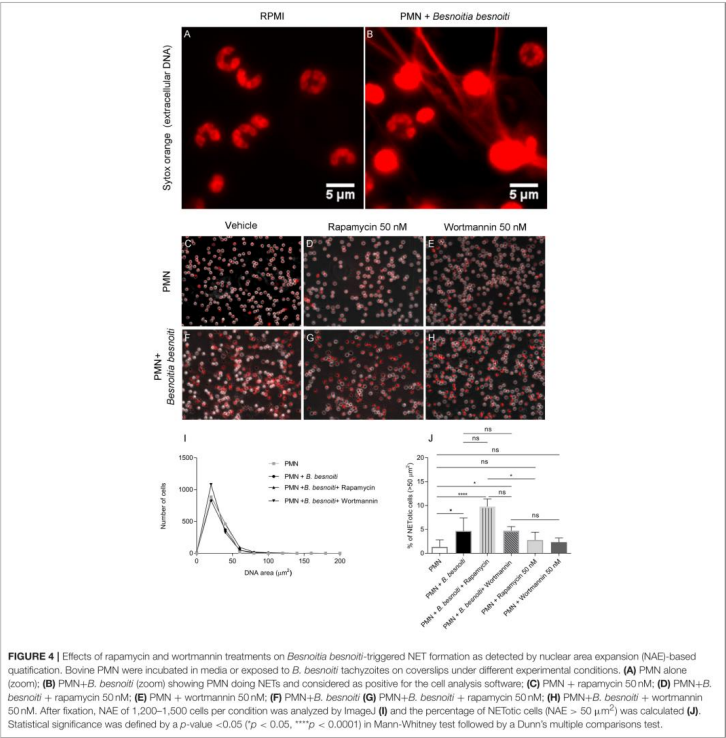 RPMI
PMN + Besnoitia besnoiti
Sytox orange (extracellular DNA)
A
B
5 µm
5 µm
Vehicle
Rapamycin 50 nM
Wortmannin 50 nM
PMN
C
D
E
PMN+
Besnoitia besnoiti
F
G
H
I
Number of cells
1500
1000
500
0
0
50
100
150
200
DNA area (µm²)
PMN
PMN + B. besnoiti
PMN +B. besnoiti+ Rapamycin
PMN +B. besnoiti+ Wortmannin
J
% of NETotic cells (>50 µm²)
20
15
10
5
0
ns
ns
ns
ns
*
*
****
ns
ns
*
PMN
PMN + B. besnoiti
PMN + B. besnoiti + Rapamycin
PMN + B. besnoiti+ Wortmannin
PMN + Rapamycin 50 nM
PMN + Wortmannin 50 nM
FIGURE 4 | Effects of rapamycin and wortmannin treatments on Besnoitia besnoiti-triggered NET formation as detected by nuclear area expansion (NAE)-based
quatification. Bovine PMN were incubated in media or exposed to B. besnoiti tachyzoites on coverslips under different experimental conditions. (A) PMN alone
(zoom); (B) PMN+B. besnoiti (zoom) showing PMN doing NETs and considered as positive for the cell analysis software; (C) PMN + rapamycin 50 nM; (D) PMN+B.
besnoiti + rapamycin 50 nM; (E) PMN + wortmannin 50 nM; (F) PMN+B. besnoiti (G) PMN+B. besnoiti + rapamycin 50 nM; (H) PMN+B. besnoiti + wortmannin
50 nM. After fixation, NAE of 1,200–1,500 cells per condition was analyzed by ImageJ (I) and the percentage of NETotic cells (NAE > 50 µm²) was calculated (J).
Statistical significance was defined by a p-value <0.05 (*p < 0.05, ****p < 0.0001) in Mann-Whitney test followed by a Dunn's multiple comparisons test.